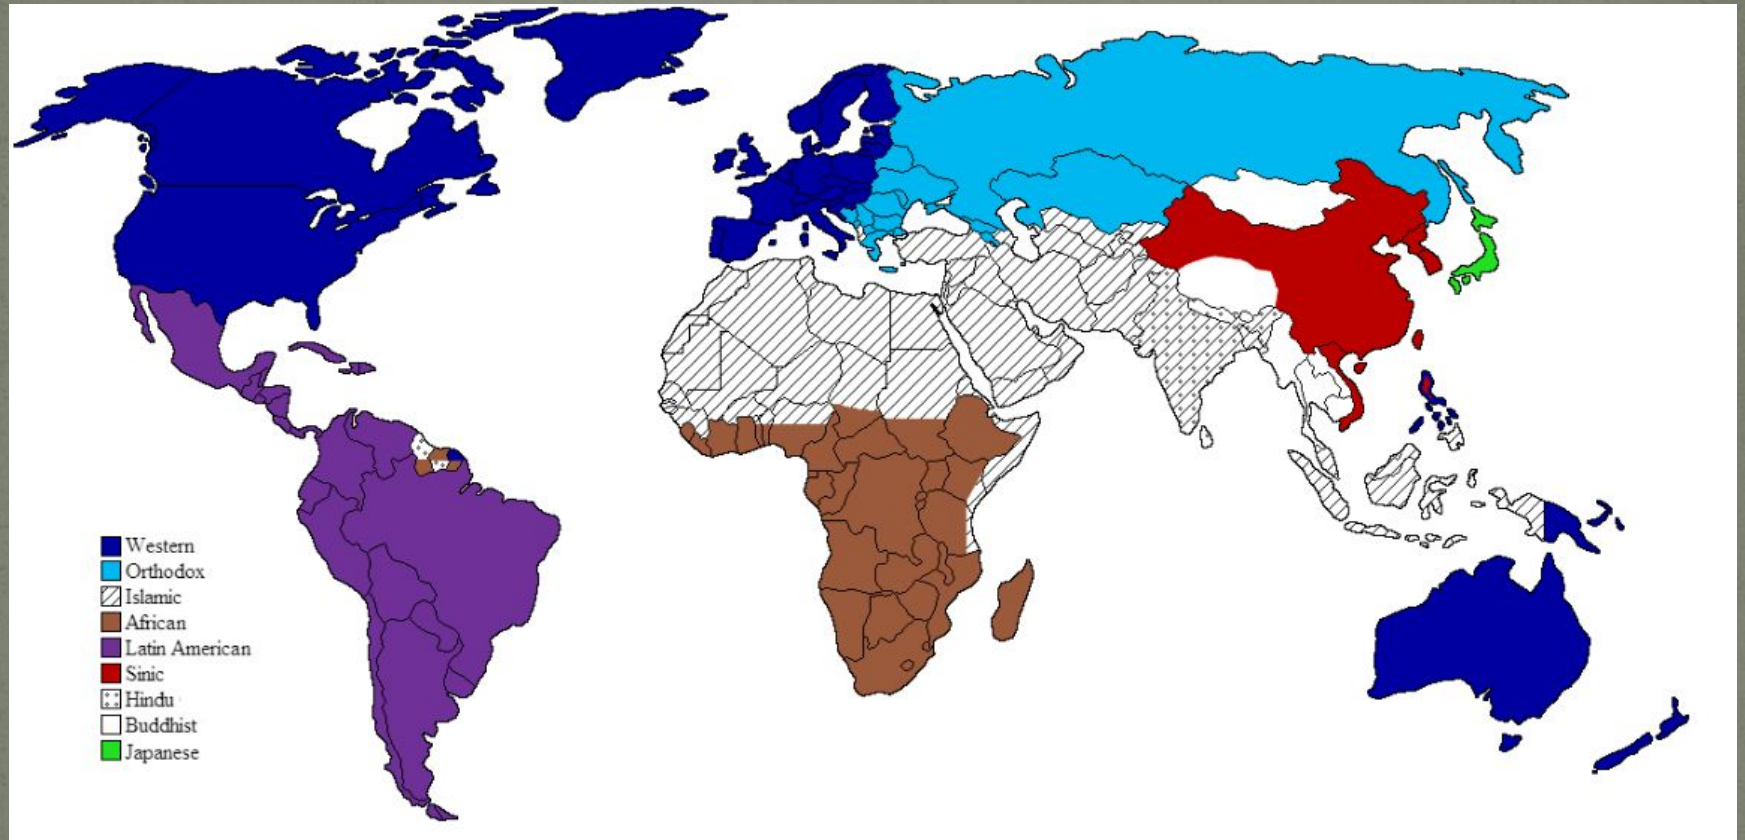 Western
Orthodox
Islamic
African
Latin American
Sinic
Hindu
Buddhist
Japanese